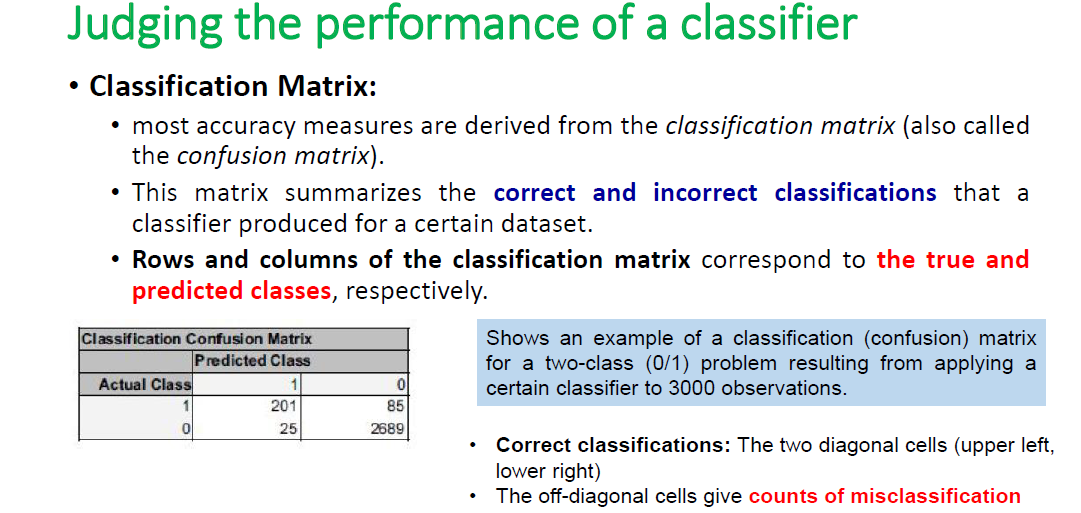 Judging the performance of a classifier
• Classification Matrix:
• most accuracy measures are derived from the classification matrix (also called
the confusion matrix).
• This matrix summarizes the correct and incorrect classifications that a
classifier produced for a certain dataset.
• Rows and columns of the classification matrix correspond to the true and
predicted classes, respectively.
Classification Confusion Matrix
Predicted Class
Actual Class 1 0
1 201 85
0 25 2689
Shows an example of a classification (confusion) matrix
for a two-class (0/1) problem resulting from applying a
certain classifier to 3000 observations.
• Correct classifications: The two diagonal cells (upper left,
lower right)
• The off-diagonal cells give counts of misclassification